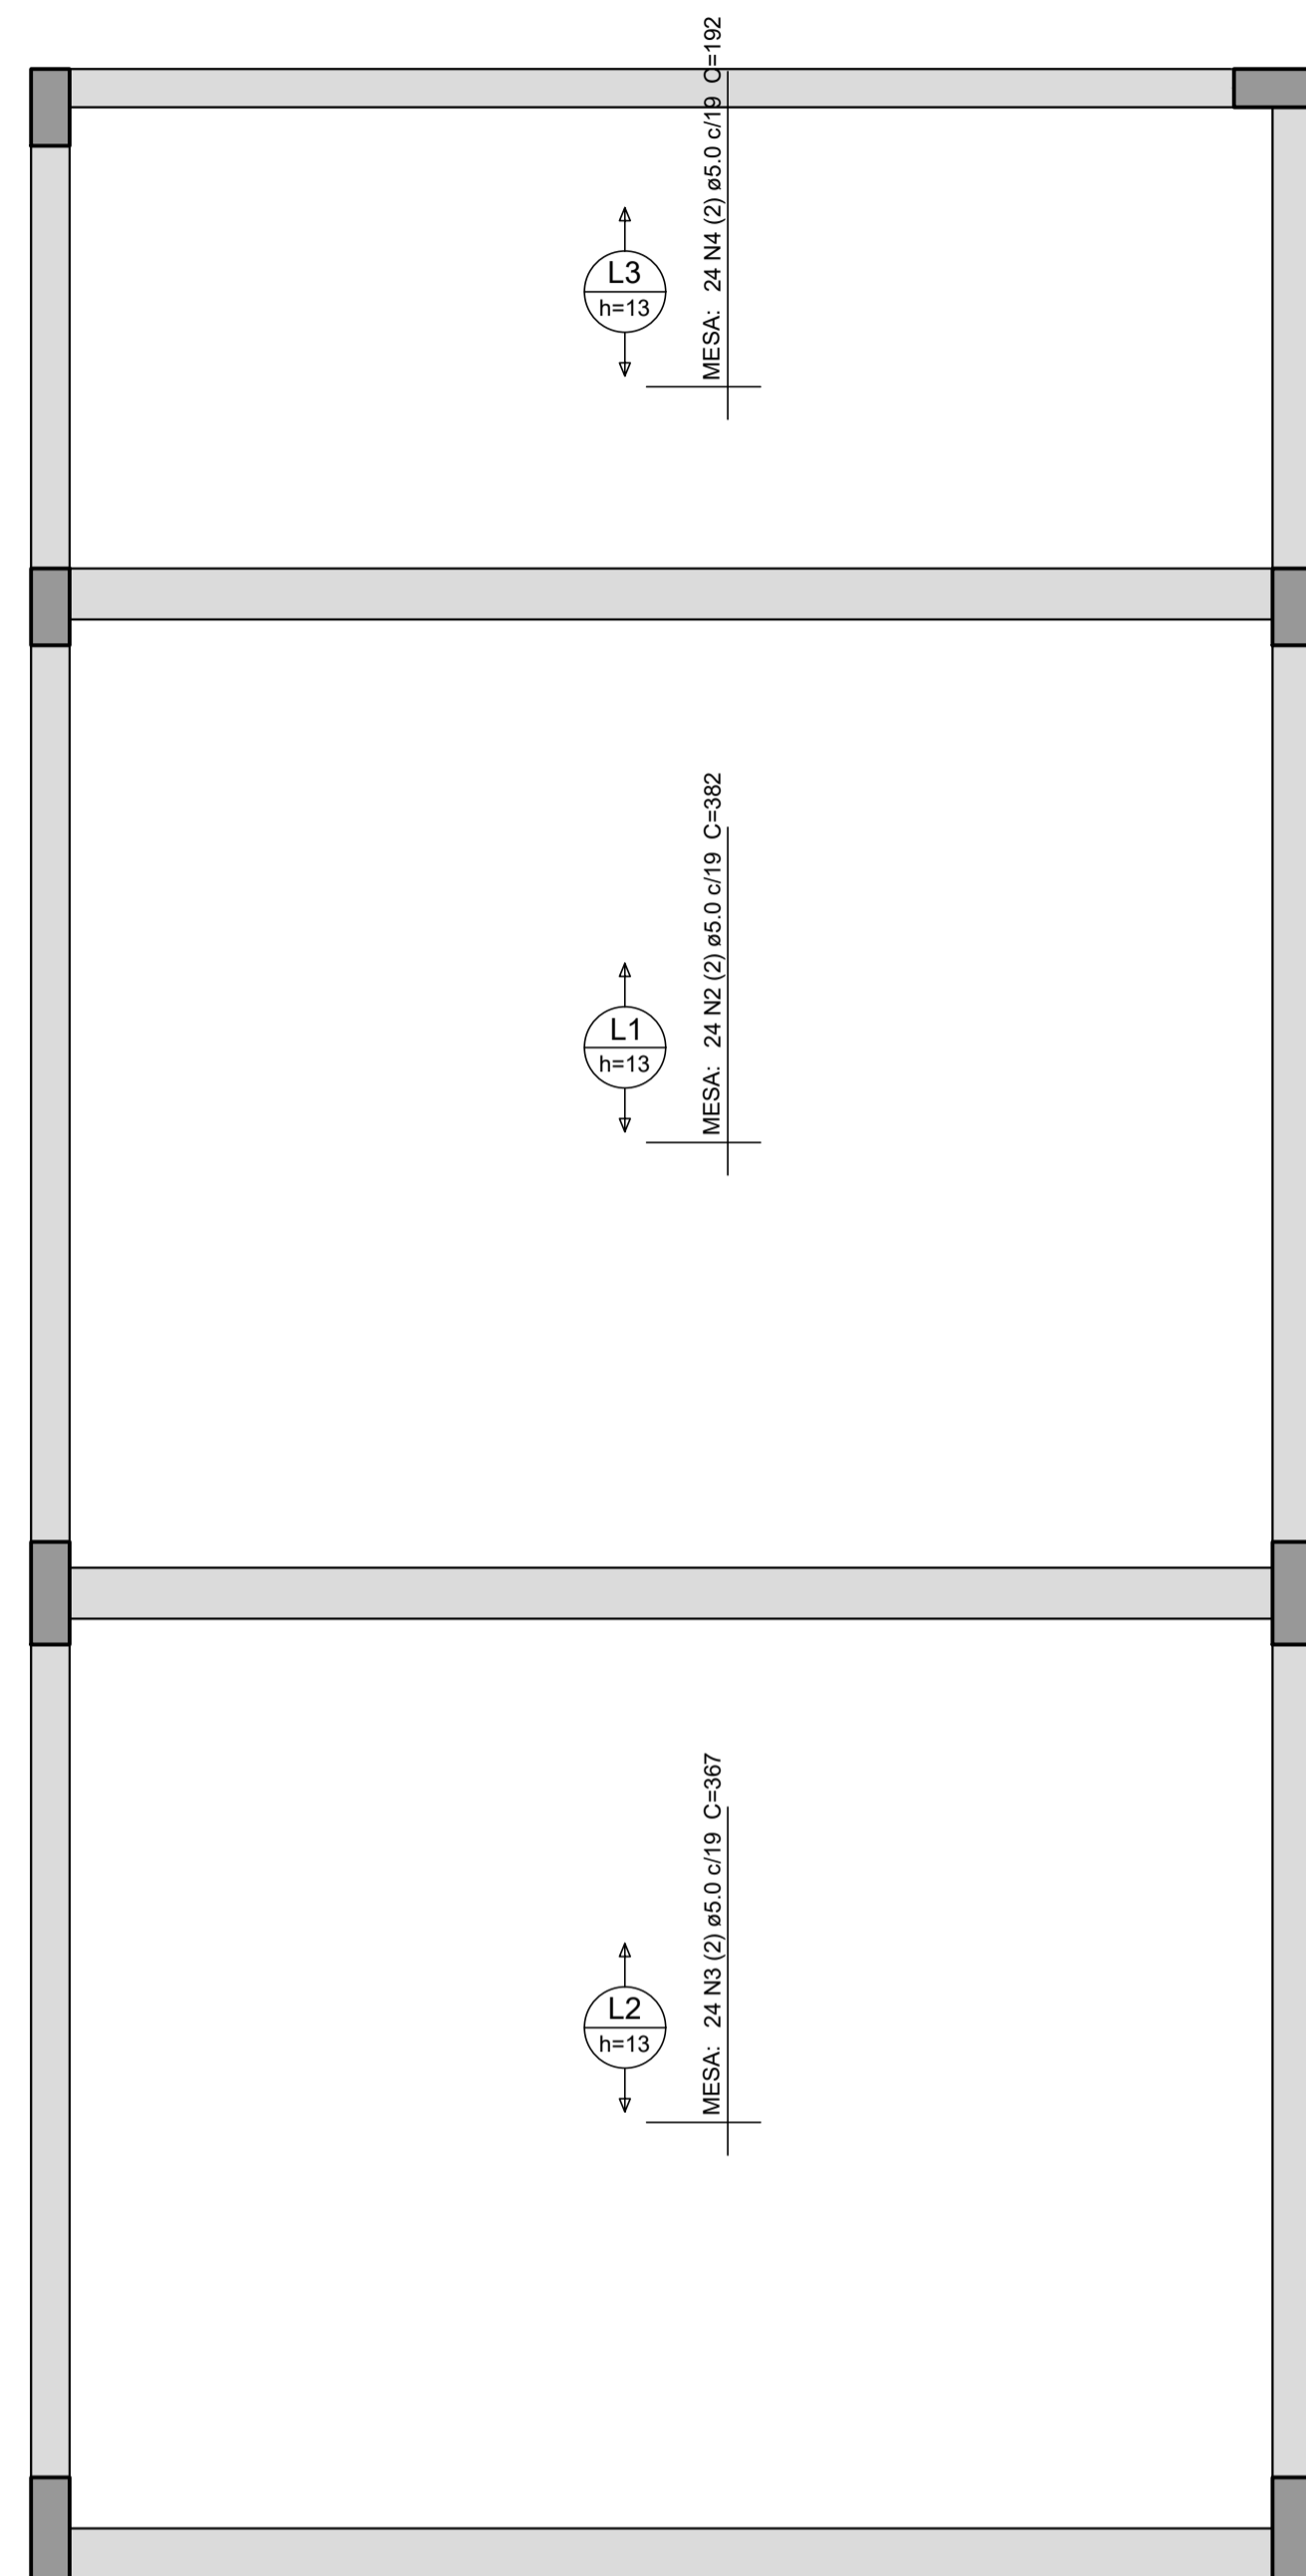 L3
h=13
MESA: 24 N4 (2) ø5.0 c/19 C=192
L1
h=13
MESA: 24 N2 (2) ø5.0 c/19 C=382
L2
h=13
MESA: 24 N3 (2) ø5.0 c/19 C=367